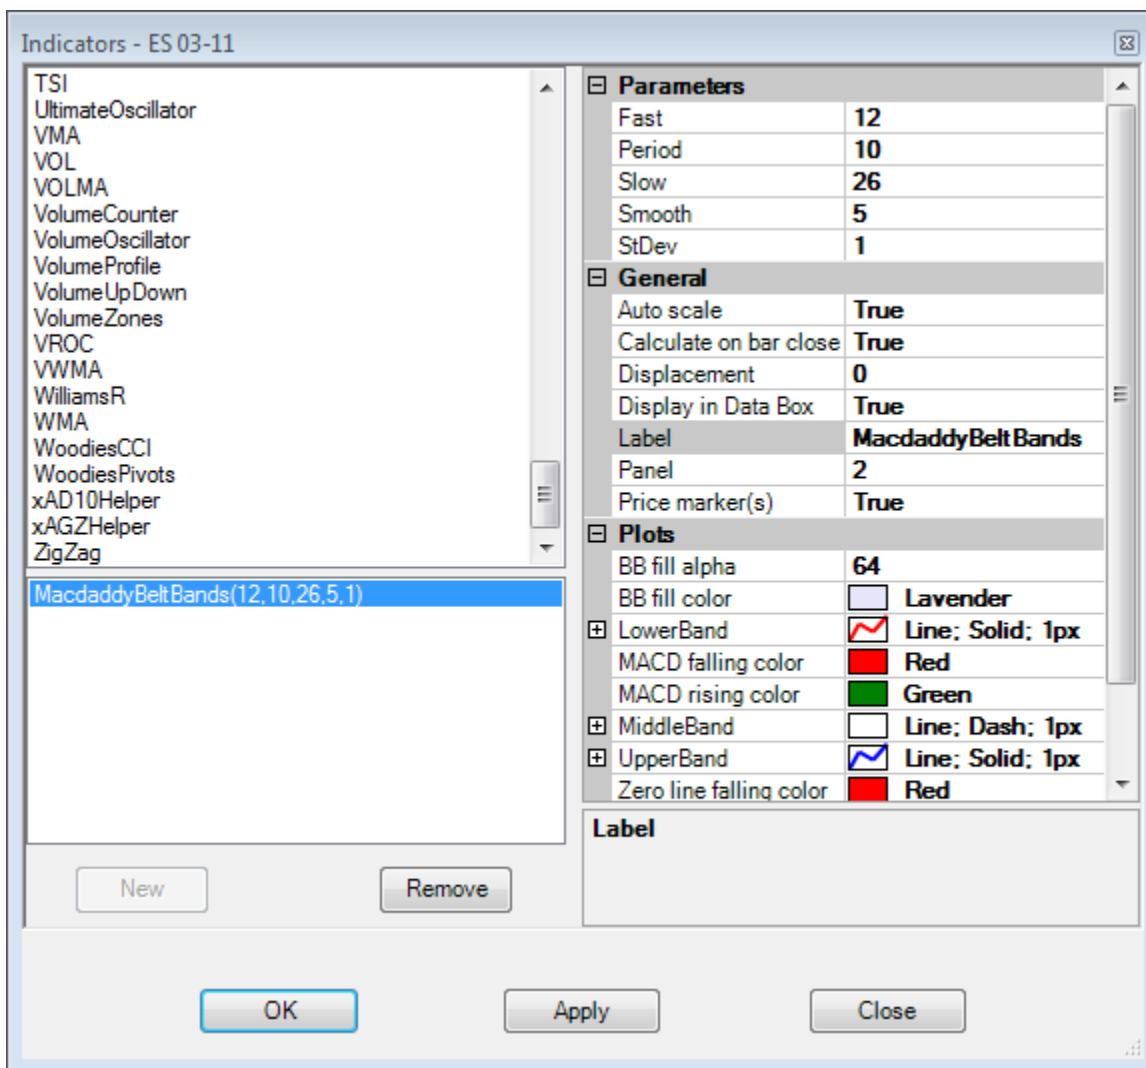 Indicators - ES 03-11
TSI
UltimateOscillator
VMA
VOL
VOLMA
VolumeCounter
VolumeOscillator
VolumeProfile
VolumeUpDown
VolumeZones
VROC
VWMA
WilliamsR
WMA
WoodiesCCI
WoodiesPivots
xAD10Helper
xAGZHelper
ZigZag
MacdaddyBeltBands(12,10,26,5,1)
New
Remove
Parameters
Fast 12
Period 10
Slow 26
Smooth 5
StDev 1
General
Auto scale True
Calculate on bar close True
Displacement 0
Display in Data Box True
Label MacdaddyBeltBands
Panel 2
Price marker(s) True
Plots
BB fill alpha 64
BB fill color Lavender
LowerBand Line; Solid; 1px
MACD falling color Red
MACD rising color Green
MiddleBand Line; Dash; 1px
UpperBand Line; Solid; 1px
Zero line falling color Red
Label
OK
Apply
Close